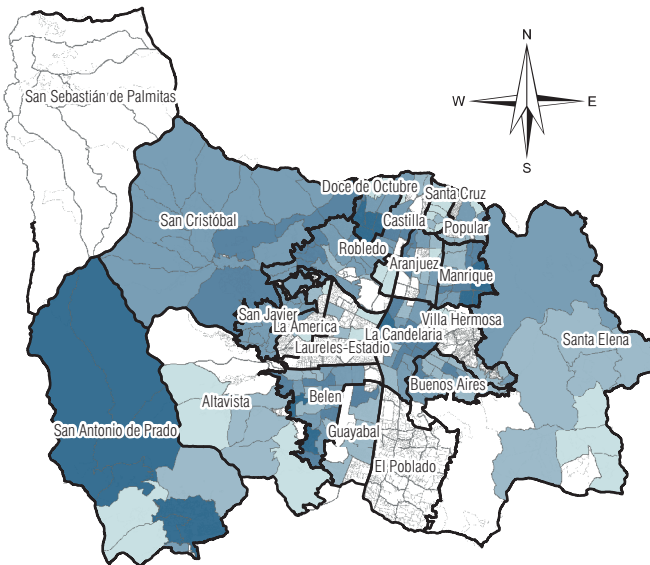 N
W
E
S
San Sebastián de Palmitas
Doce de Octubre
Santa Cruz
San Cristóbal
Castilla
Popular
Robledo
Aranjuez
Manrique
San Javier
La America
Villa Hermosa
La Candelaria
Laureles-Estadio
Santa Elena
Buenos Aires
Altavista
Belen
San Antonio de Prado
Guayabal
El Poblado